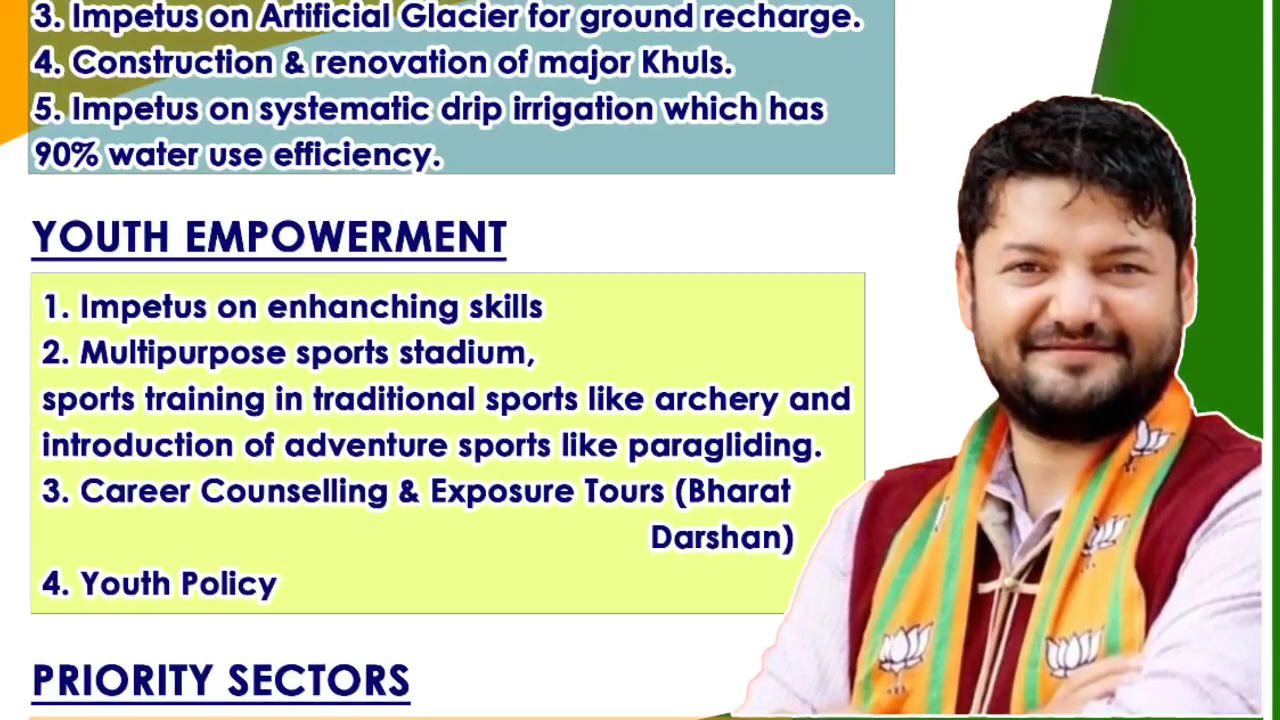 3. Impetus on Artificial Glacier for ground recharge.
4. Construction & renovation of major Khuls.
5. Impetus on systematic drip irrigation which has
90% water use efficiency.
YOUTH EMPOWERMENT
1. Impetus on enhanching skills
2. Multipurpose sports stadium,
sports training in traditional sports like archery and
introduction of adventure sports like paragliding.
3. Career Counselling & Exposure Tours (Bharat
Darshan)
4. Youth Policy
PRIORITY SECTORS